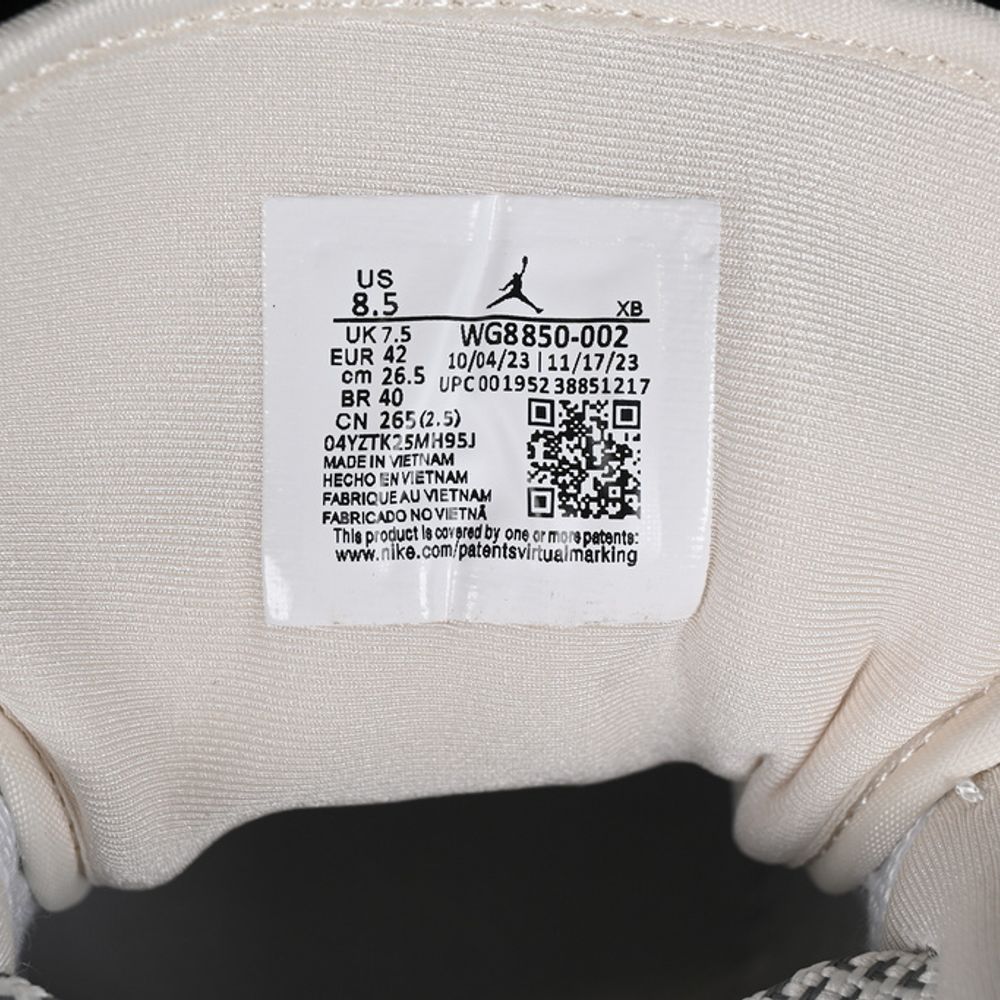 US
8.5
XB
UK 7.5
WG8850-002
EUR 42
10/04/23 | 11/17/23
cm 26.5
UPC 001952 38851217
BR 40
CN 265(2.5)
04YZTK25MH95J
MADE IN VIETNAM
HECHO EN VIETNAM
FABRIQUE AU VIETNAM
FABRICADO NO VIETNÃ
This product is covered by one or more patents:
www.nike.com/patentsvirtualmarking